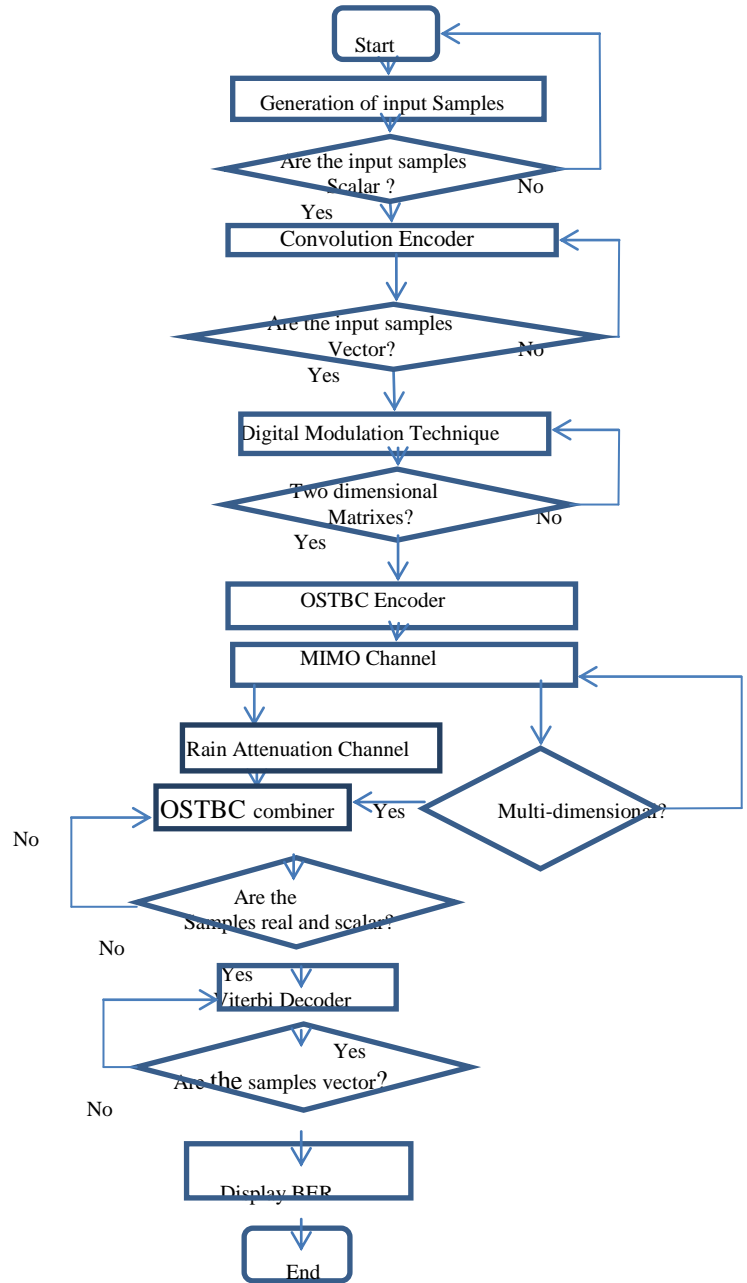 Start
Generation of input Samples
Are the input samples
Scalar ?
No
Yes
Convolution Encoder
Are the input samples
Vector?
No
Yes
Digital Modulation Technique
Two dimensional
Matrixes?
No
Yes
OSTBC Encoder
MIMO Channel
Rain Attenuation Channel
OSTBC combiner
Yes
Multi-dimensional?
No
Are the
Samples real and scalar?
No
Yes
Viterbi Decoder
Yes
Are the samples vector?
No
Display BER
End